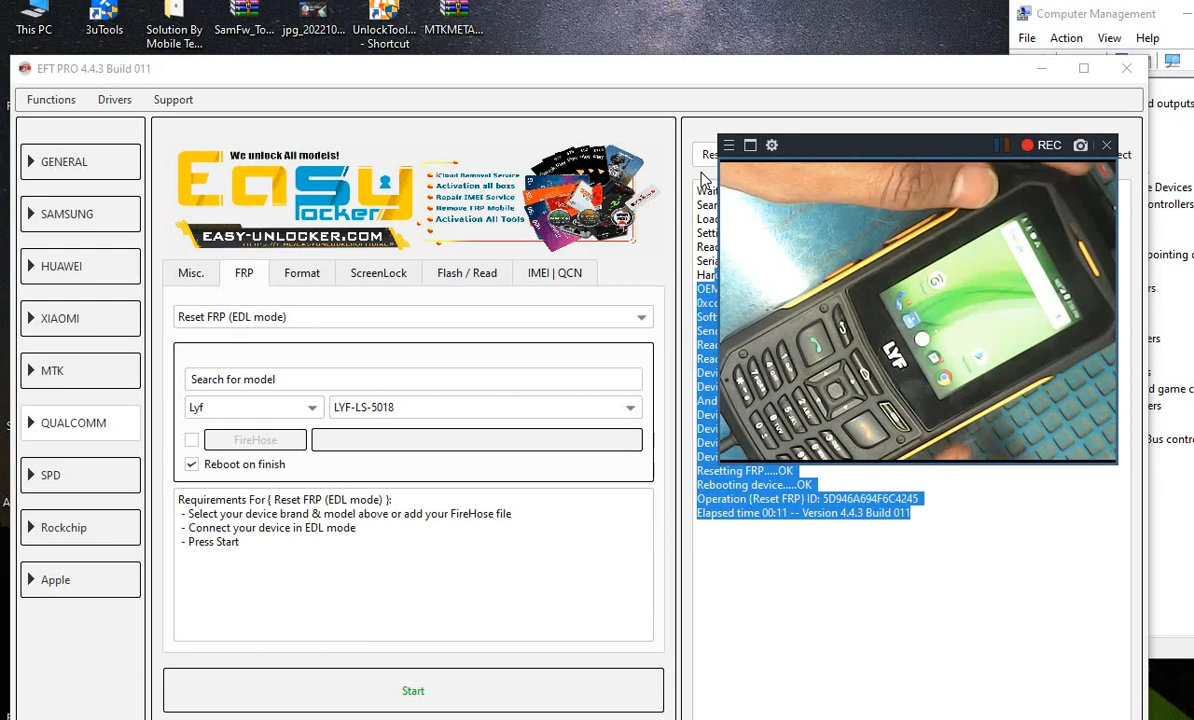 This PC
3uTools
Solution By
Mobile Te...
SamFw_To...
jpg_202210...
UnlockTool...
- Shortcut
MTKMETA...
Computer Management
File Action View Help
EFT PRO 4.4.3 Build 011
Functions Drivers Support
GENERAL
SAMSUNG
HUAWEI
XIAOMI
MTK
QUALCOMM
SPD
Rockchip
Apple
We unlock All models!
Easy
locker
EASY-UNLOCKER.COM
iCloud Removal Service
Activation all boxs
Repair IMEI Service
Remove FRP Mobile
Activation All Tools
Misc. FRP Format ScreenLock Flash / Read IMEI | QCN
Reset FRP (EDL mode)
Search for model
Lyf LYF-LS-5018
FireHose
Reboot on finish
Requirements For { Reset FRP (EDL mode) }:
- Select your device brand & model above or add your FireHose file
- Connect your device in EDL mode
- Press Start
Start
REC
LYF
Resetting FRP.....OK
Rebooting device.....OK
Operation {Reset FRP} ID: 5D946A694F6C4245
Elapsed time 00:11 -- Version 4.4.3 Build 011
d outputs
e Devices
controllers
pointing d
ers
d game c
ers
Bus contro